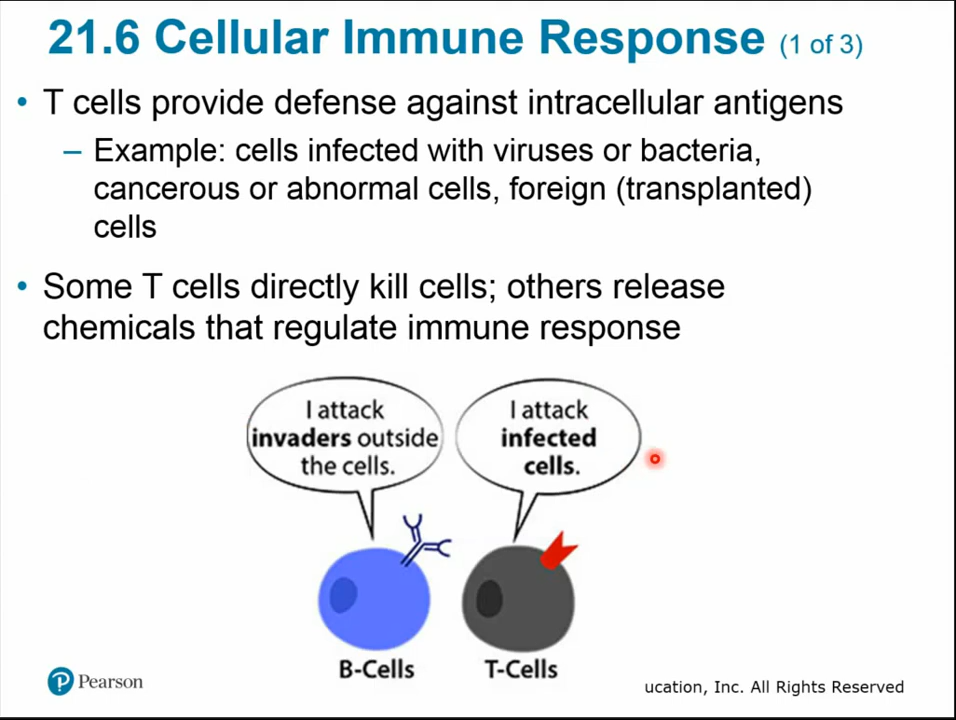 21.6 Cellular Immune Response (1 of 3)
• T cells provide defense against intracellular antigens
– Example: cells infected with viruses or bacteria,
cancerous or abnormal cells, foreign (transplanted)
cells
• Some T cells directly kill cells; others release
chemicals that regulate immune response
I attack
invaders outside
the cells.
I attack
infected
cells.
B-Cells
T-Cells
P Pearson
ucation, Inc. All Rights Reserved